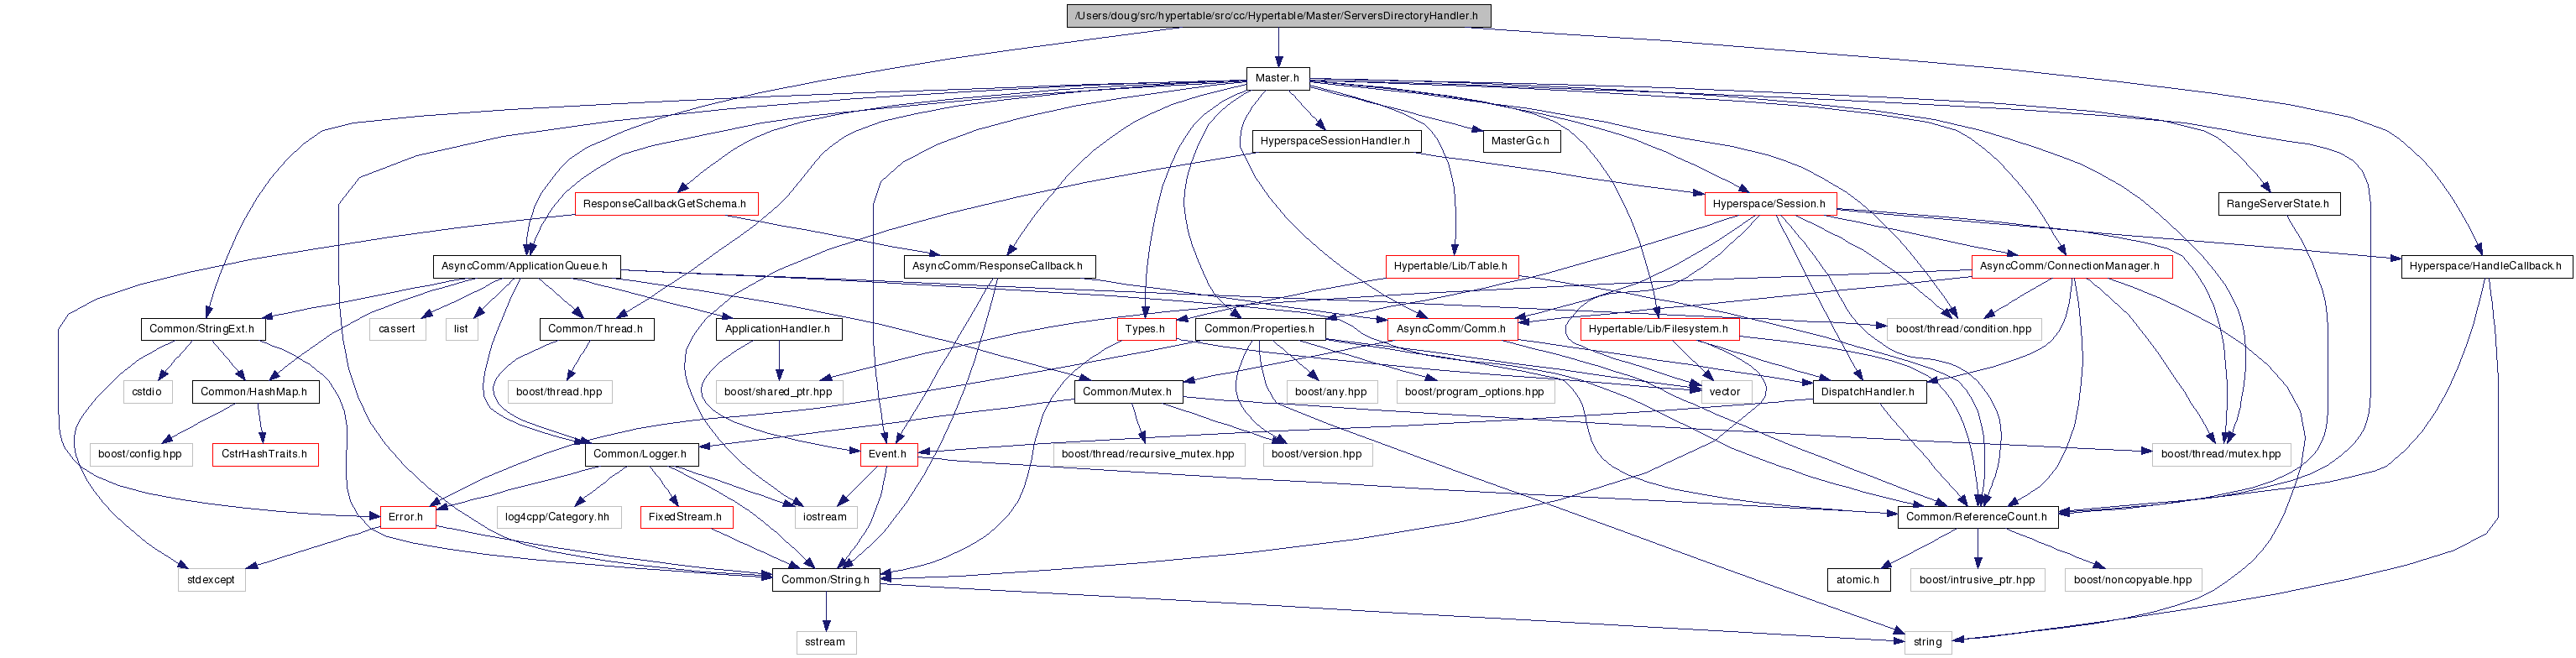 /Users/doug/src/hypertable/src/cc/Hypertable/Master/ServersDirectoryHandler.h
Master.h
HyperspaceSessionHandler.h
MasterGc.h
ResponseCallbackGetSchema.h
Hyperspace/Session.h
RangeServerState.h
AsyncComm/ApplicationQueue.h
AsyncComm/ResponseCallback.h
Hypertable/Lib/Table.h
AsyncComm/ConnectionManager.h
Hyperspace/HandleCallback.h
Common/StringExt.h
cassert
list
Common/Thread.h
ApplicationHandler.h
Types.h
Common/Properties.h
AsyncComm/Comm.h
Hypertable/Lib/Filesystem.h
boost/thread/condition.hpp
cstdio
Common/HashMap.h
boost/thread.hpp
boost/shared_ptr.hpp
Common/Mutex.h
boost/any.hpp
boost/program_options.hpp
vector
DispatchHandler.h
boost/config.hpp
CstrHashTraits.h
Common/Logger.h
Event.h
boost/thread/recursive_mutex.hpp
boost/version.hpp
boost/thread/mutex.hpp
Error.h
log4cpp/Category.hh
FixedStream.h
iostream
Common/ReferenceCount.h
stdexcept
Common/String.h
atomic.h
boost/intrusive_ptr.hpp
boost/noncopyable.hpp
sstream
string